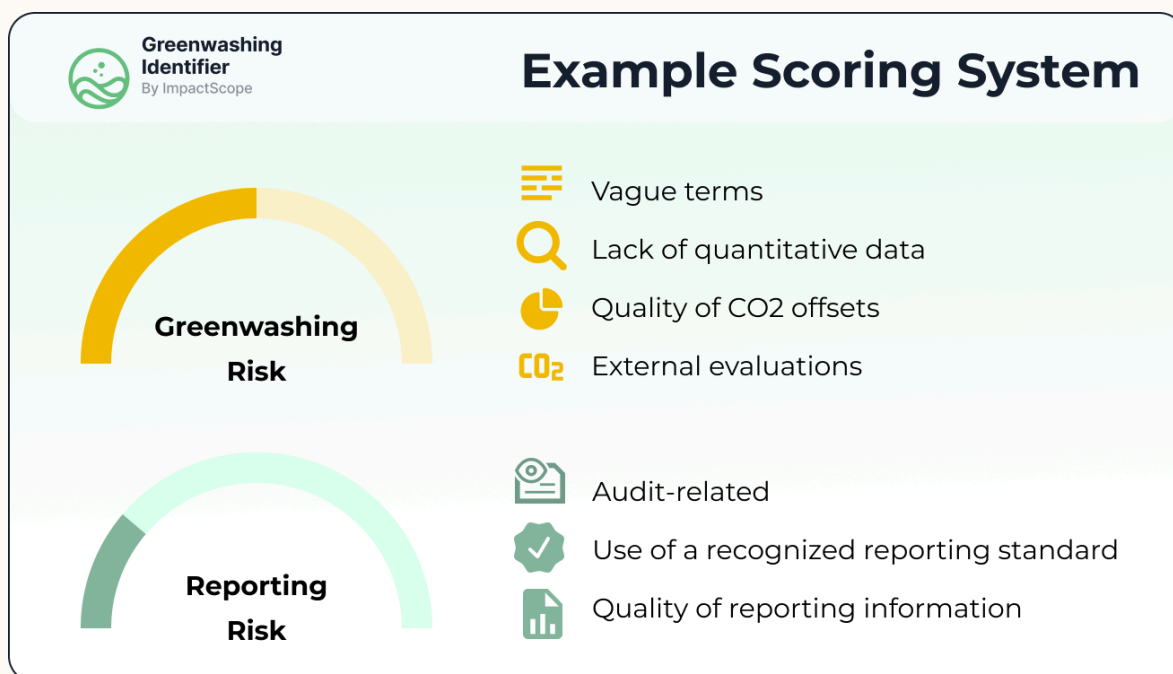 Greenwashing
Identifier
By ImpactScope
Example Scoring System
Greenwashing
Risk
Vague terms
Lack of quantitative data
Quality of CO2 offsets
CO2
External evaluations
Reporting
Risk
Audit-related
Use of a recognized reporting standard
Quality of reporting information